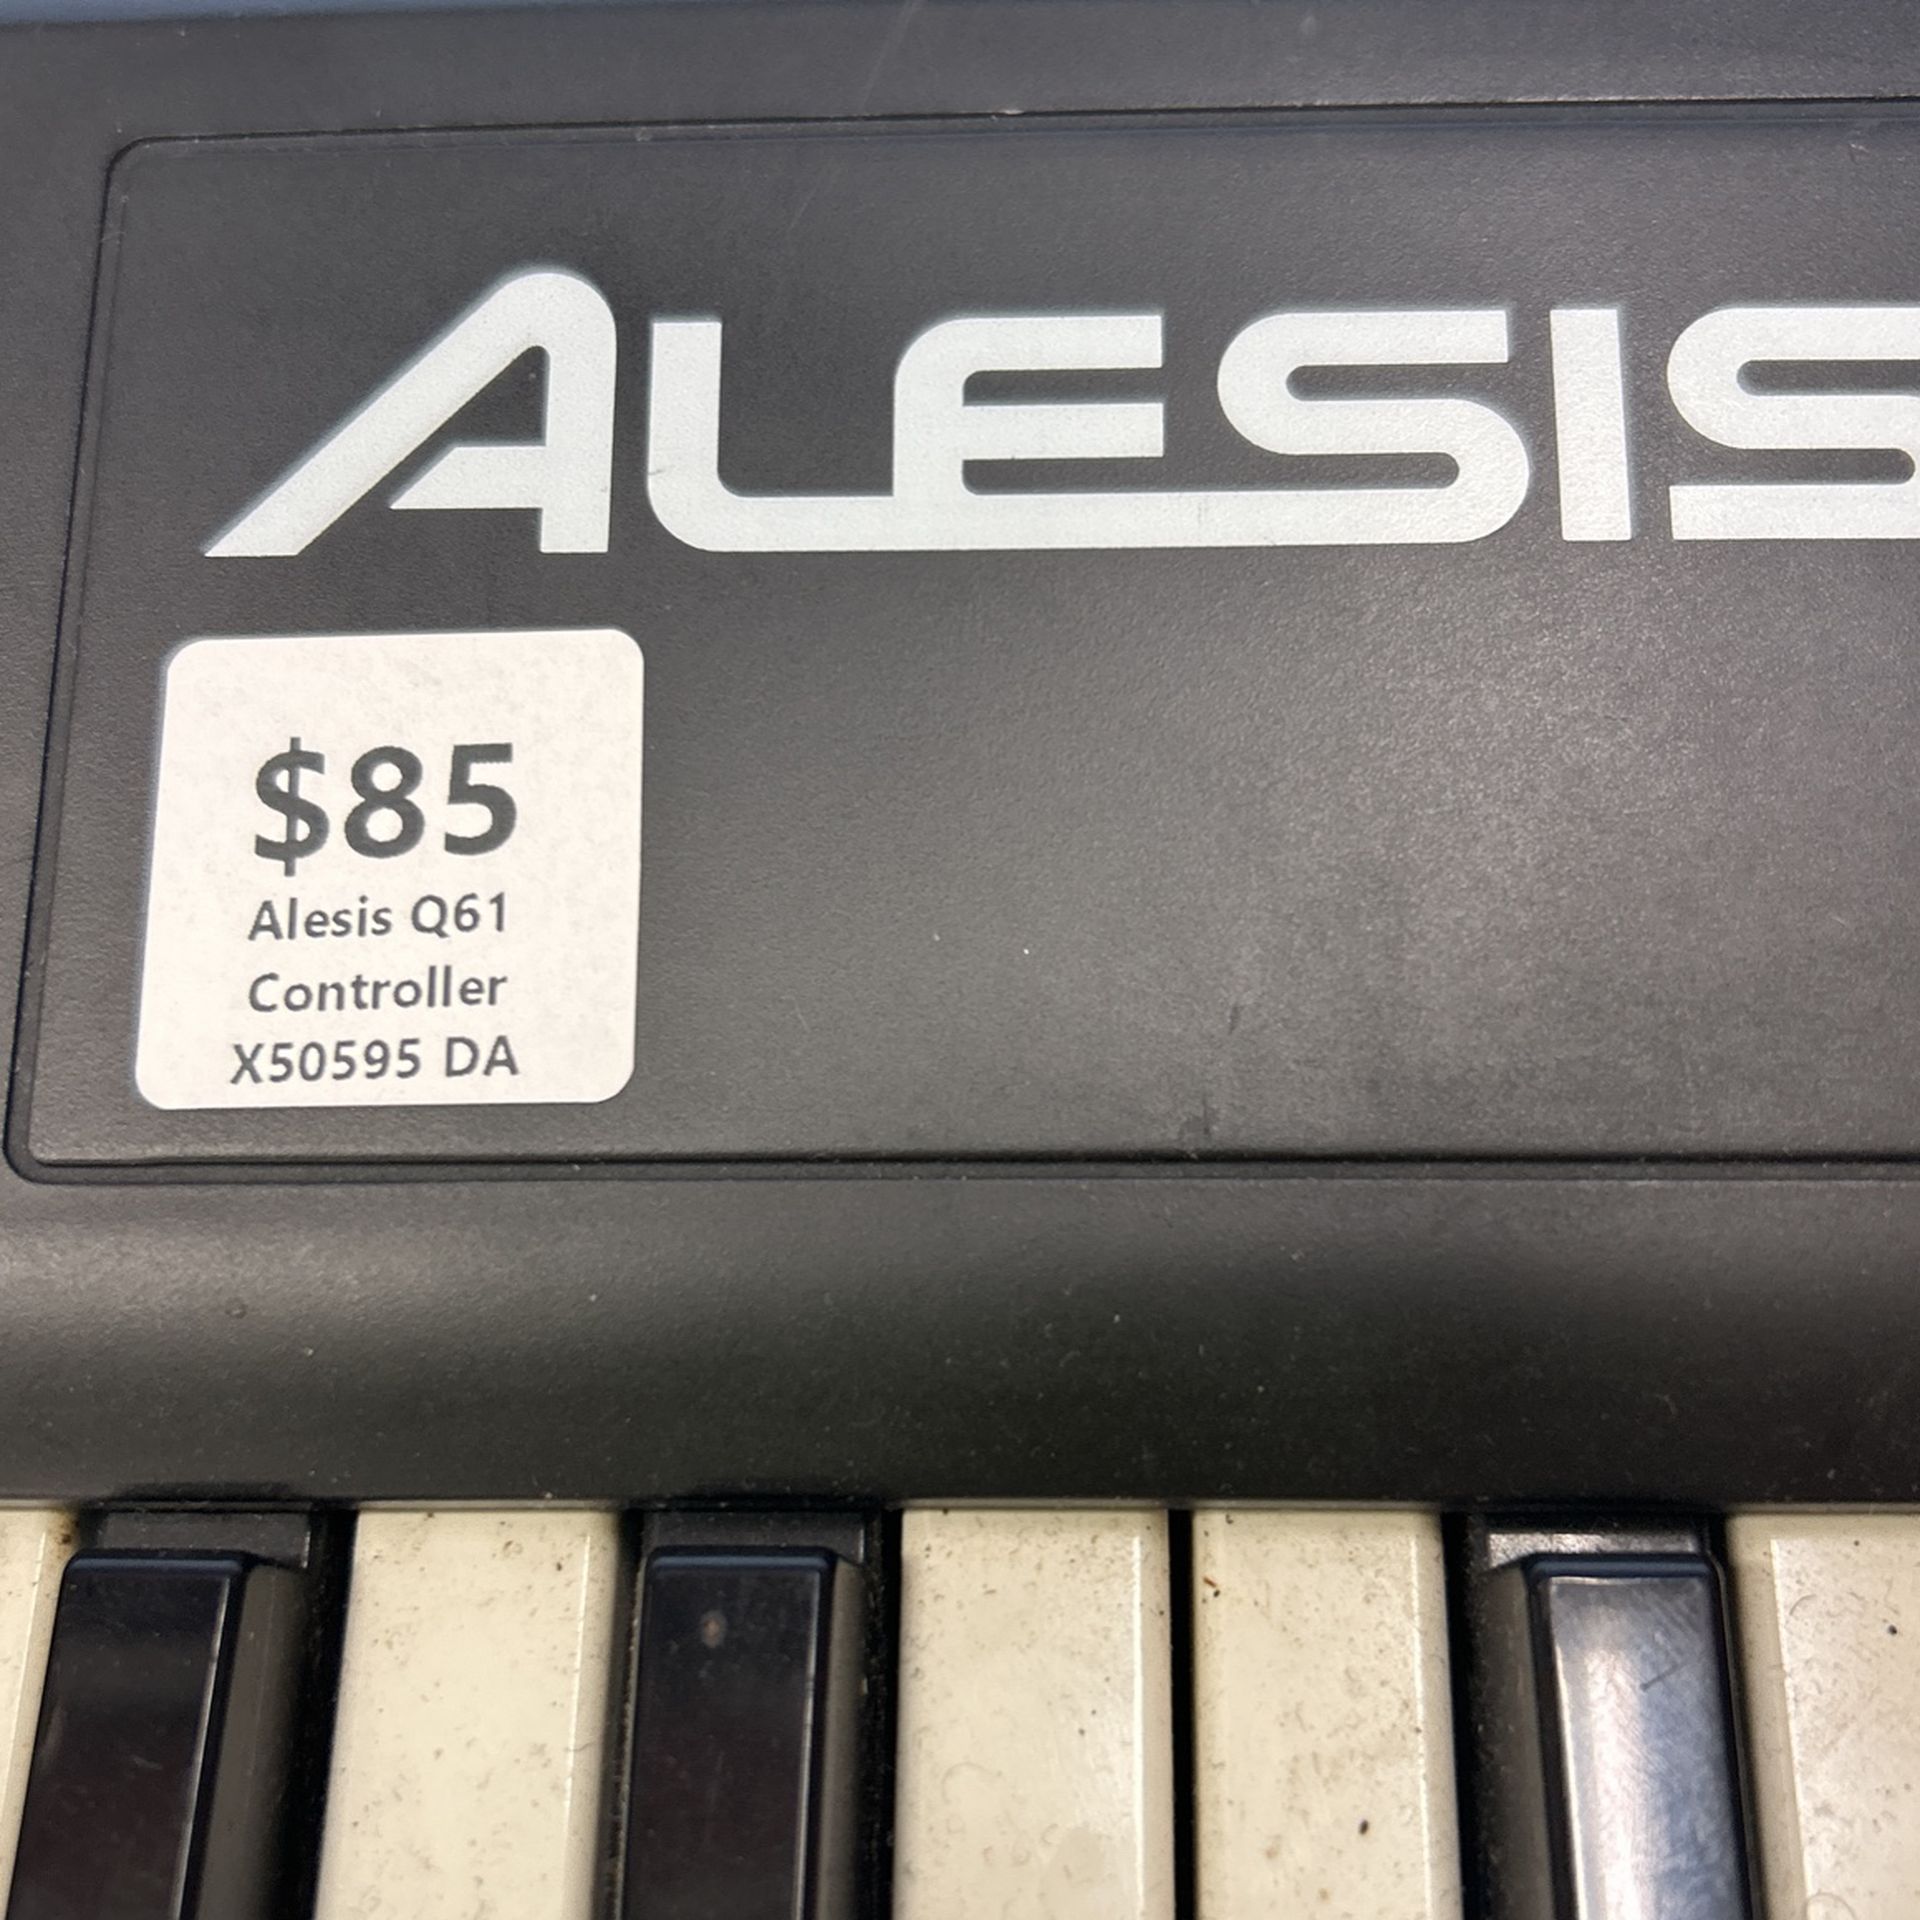 ALESIS
$85
Alesis Q61
Controller
X50595 DA